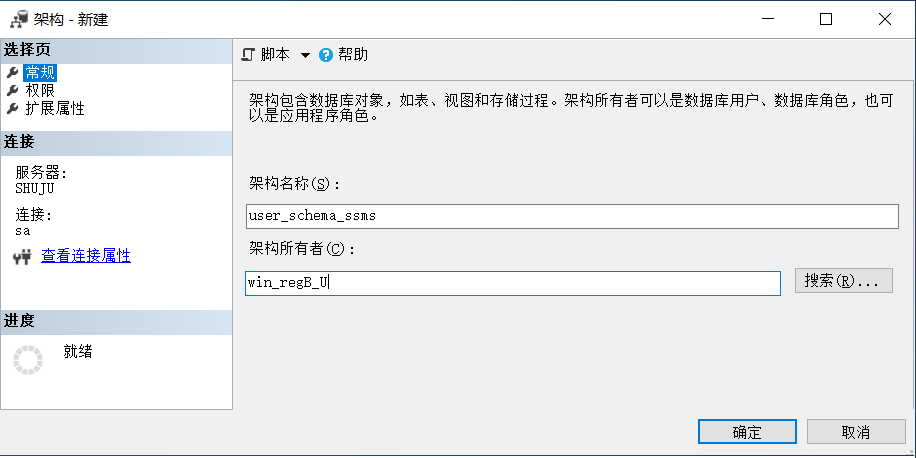 架构 - 新建
选择页
常规
权限
扩展属性
连接
服务器:
SHUJU
连接:
sa
查看连接属性
进度
就绪
脚本 帮助
架构包含数据库对象，如表、视图和存储过程。架构所有者可以是数据库用户、数据库角色，也可
以是应用程序角色。
架构名称(S):
user_schema_ssms
架构所有者(C):
win_regB_U
搜索(R)...
确定
取消